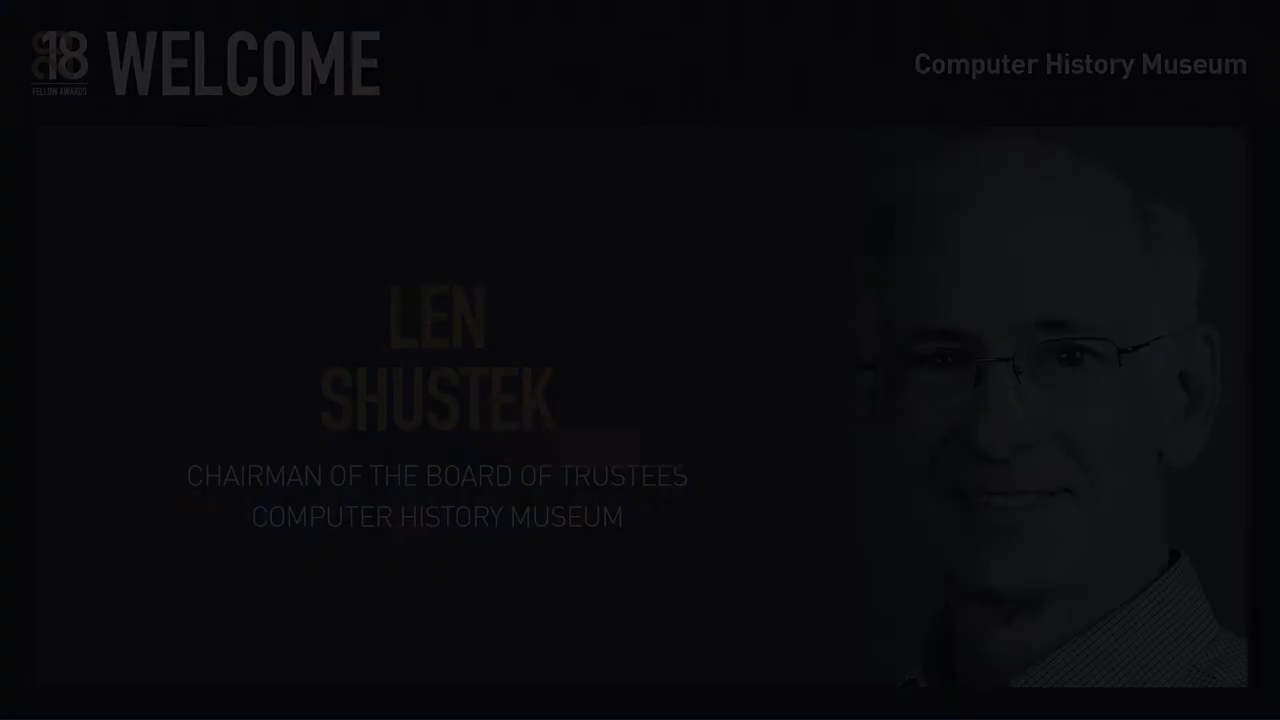 18
FELLOW AWARDS
WELCOME
Computer History Museum
LEN
SHUSTEK
CHAIRMAN OF THE BOARD OF TRUSTEES
COMPUTER HISTORY MUSEUM